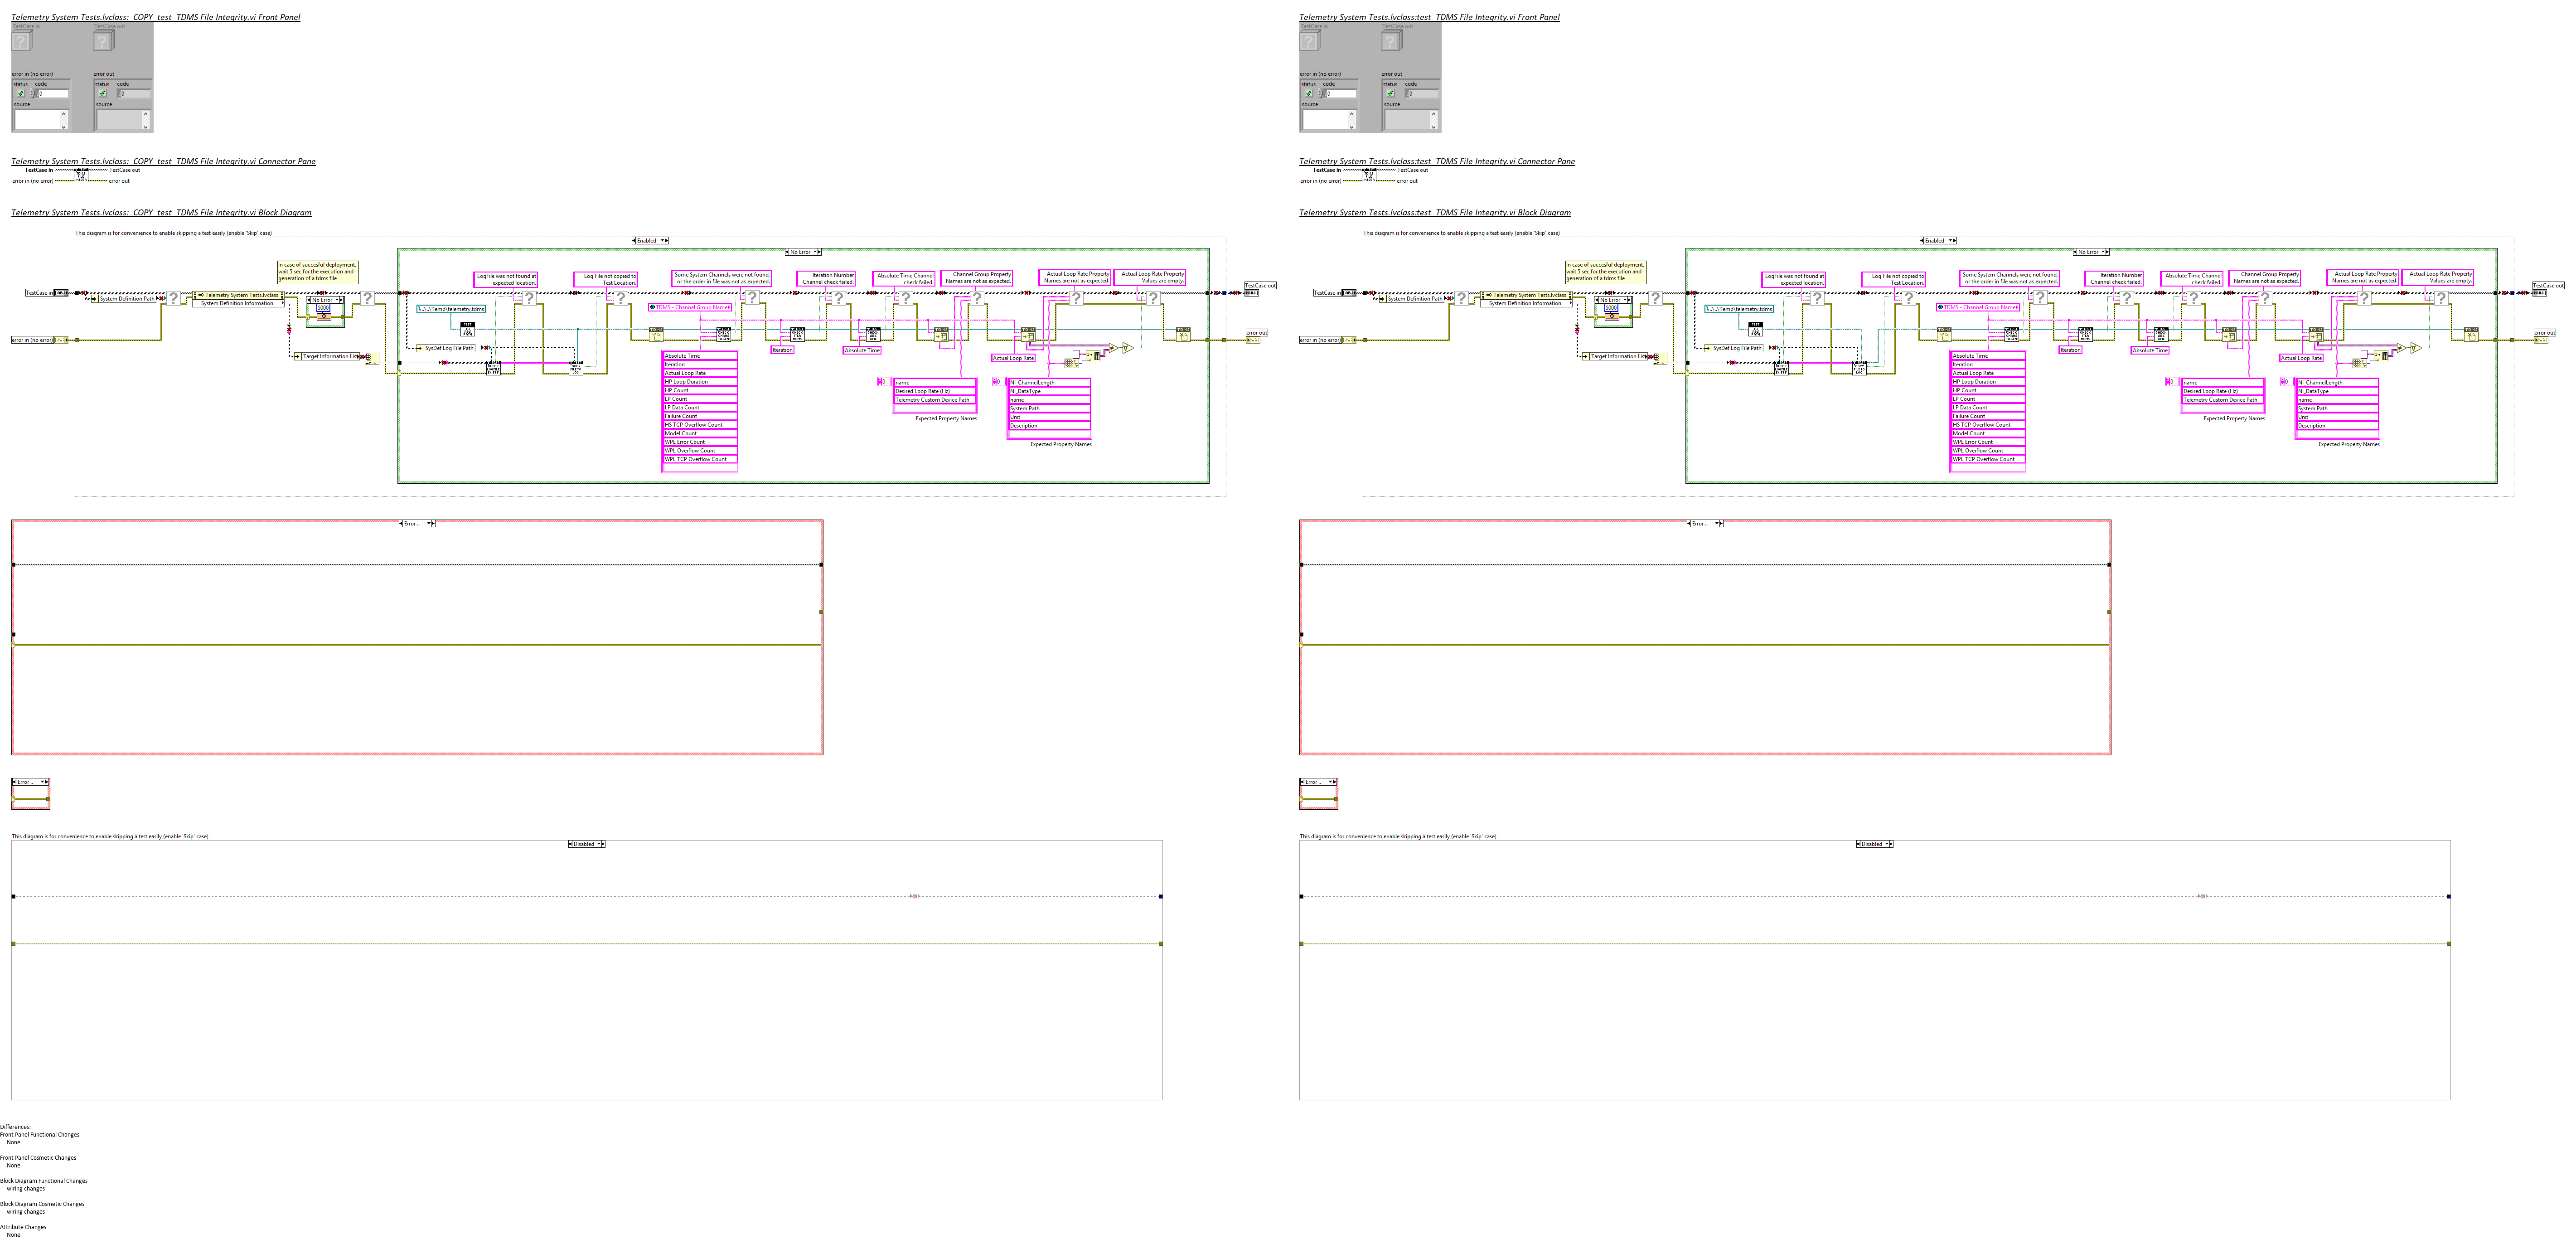 Telemetry System Tests.lvclass:_COPY_test_TDMS File Integrity.vi Front Panel
TestCase in
TestCase out
error in (no error)
error out
status code
status code
0
0
source
source
Telemetry System Tests.lvclass:_COPY_test_TDMS File Integrity.vi Connector Pane
TestCase in
TestCase out
error in (no error)
error out
Telemetry System Tests.lvclass:_COPY_test_TDMS File Integrity.vi Block Diagram
This diagram is for convenience to enable skipping a test easily (enable 'Skip' case)
Enabled
No Error
In case of succesful deployment,
wait 5 sec for the execution and
generation of a tdms file
LogFile was not found at
expected location.
Log File not copied to
Test Location.
Some System Channels were not found,
or the order in file was not as expected.
Iteration Number
Channel check failed.
Absolute Time Channel
check failed.
Channel Group Property
Names are not as expected.
Actual Loop Rate Property
Names are not as expected.
Actual Loop Rate Property
Values are empty.
TestCase out
TestCase in
System Definition Path
Telemetry System Tests.lvclass
System Definition Information
No Error
5000
..\..\Temp\telemetry.tdms
TDMS - Channel Group Name
error in (no error)
error out
SysDef Log File Path
Target Information List
Iteration
Absolute Time
Actual Loop Rate
Absolute Time
Iteration
Actual Loop Rate
HP Loop Duration
HP Count
LP Count
LP Data Count
Failure Count
HS TCP Overflow Count
Model Count
WPL Error Count
WPL Overflow Count
WPL TCP Overflow Count
0
name
Desired Loop Rate (Hz)
Telemetry Custom Device Path
Expected Property Names
0
NI_ChannelLength
NI_DataType
name
System Path
Unit
Description
Expected Property Names
Error
Error
This diagram is for convenience to enable skipping a test easily (enable 'Skip' case)
Disabled
Differences:
Front Panel Functional Changes
None
Front Panel Cosmetic Changes
None
Block Diagram Functional Changes
wiring changes
Block Diagram Cosmetic Changes
wiring changes
Attribute Changes
None
Telemetry System Tests.lvclass:test_TDMS File Integrity.vi Front Panel
TestCase in
TestCase out
error in (no error)
error out
status code
status code
0
0
source
source
Telemetry System Tests.lvclass:test_TDMS File Integrity.vi Connector Pane
TestCase in
TestCase out
error in (no error)
error out
Telemetry System Tests.lvclass:test_TDMS File Integrity.vi Block Diagram
This diagram is for convenience to enable skipping a test easily (enable 'Skip' case)
Enabled
No Error
In case of succesful deployment,
wait 5 sec for the execution and
generation of a tdms file
LogFile was not found at
expected location.
Log File not copied to
Test Location.
Some System Channels were not found,
or the order in file was not as expected.
Iteration Number
Channel check failed.
Absolute Time Channel
check failed.
Channel Group Property
Names are not as expected.
Actual Loop Rate Property
Names are not as expected.
Actual Loop Rate Property
Values are empty.
TestCase out
TestCase in
System Definition Path
Telemetry System Tests.lvclass
System Definition Information
No Error
5000
..\..\Temp\telemetry.tdms
TDMS - Channel Group Name
error in (no error)
error out
SysDef Log File Path
Target Information List
Iteration
Absolute Time
Actual Loop Rate
Absolute Time
Iteration
Actual Loop Rate
HP Loop Duration
HP Count
LP Count
LP Data Count
Failure Count
HS TCP Overflow Count
Model Count
WPL Error Count
WPL Overflow Count
WPL TCP Overflow Count
0
name
Desired Loop Rate (Hz)
Telemetry Custom Device Path
Expected Property Names
0
NI_ChannelLength
NI_DataType
name
System Path
Unit
Description
Expected Property Names
Error
Error
This diagram is for convenience to enable skipping a test easily (enable 'Skip' case)
Disabled